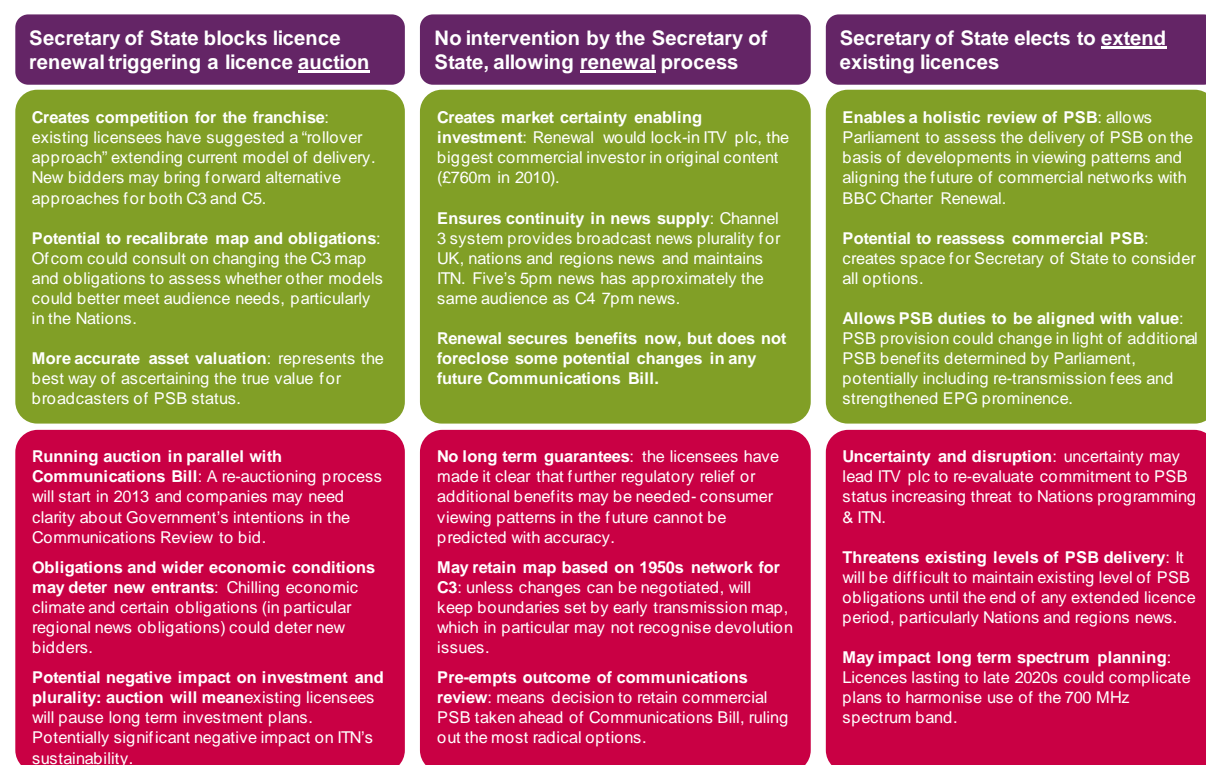 Secretary of State blocks licence
renewal triggering a licence auction
Creates competition for the franchise:
existing licensees have suggested a “rollover
approach” extending current model of delivery.
New bidders may bring forward alternative
approaches for both C3 and C5.
Potential to recalibrate map and obligations:
Ofcom could consult on changing the C3 map
and obligations to assess whether other models
could better meet audience needs, particularly
in the Nations.
More accurate asset valuation: represents the
best way of ascertaining the true value for
broadcasters of PSB status.
Running auction in parallel with
Communications Bill: A re-auctioning process
will start in 2013 and companies may need
clarity about Government’s intentions in the
Communications Review to bid.
Obligations and wider economic conditions
may deter new entrants: Chilling economic
climate and certain obligations (in particular
regional news obligations) could deter new
bidders.
Potential negative impact on investment and
plurality: auction will meanexisting licensees
will pause long term investment plans.
Potentially significant negative impact on ITN’s
sustainability.
No intervention by the Secretary of
State, allowing renewal process
Creates market certainty enabling
investment: Renewal would lock-in ITV plc, the
biggest commercial investor in original content
(£760m in 2010).
Ensures continuity in news supply: Channel
3 system provides broadcast news plurality for
UK, nations and regions news and maintains
ITN. Five’s 5pm news has approximately the
same audience as C4 7pm news.
Renewal secures benefits now, but does not
foreclose some potential changes in any
future Communications Bill.
No long term guarantees: the licensees have
made it clear that further regulatory relief or
additional benefits may be needed- consumer
viewing patterns in the future cannot be
predicted with accuracy.
May retain map based on 1950s network for
C3: unless changes can be negotiated, will
keep boundaries set by early transmission map,
which in particular may not recognise devolution
issues.
Pre-empts outcome of communications
review: means decision to retain commercial
PSB taken ahead of Communications Bill, ruling
out the most radical options.
Secretary of State elects to extend
existing licences
Enables a holistic review of PSB: allows
Parliament to assess the delivery of PSB on the
basis of developments in viewing patterns and
aligning the future of commercial networks with
BBC Charter Renewal.
Potential to reassess commercial PSB:
creates space for Secretary of State to consider
all options.
Allows PSB duties to be aligned with value:
PSB provision could change in light of additional
PSB benefits determined by Parliament,
potentially including re-transmission fees and
strengthened EPG prominence.
Uncertainty and disruption: uncertainty may
lead ITV plc to re-evaluate commitment to PSB
status increasing threat to Nations programming
& ITN.
Threatens existing levels of PSB delivery: It
will be difficult to maintain existing level of PSB
obligations until the end of any extended licence
period, particularly Nations and regions news.
May impact long term spectrum planning:
Licences lasting to late 2020s could complicate
plans to harmonise use of the 700 MHz
spectrum band.